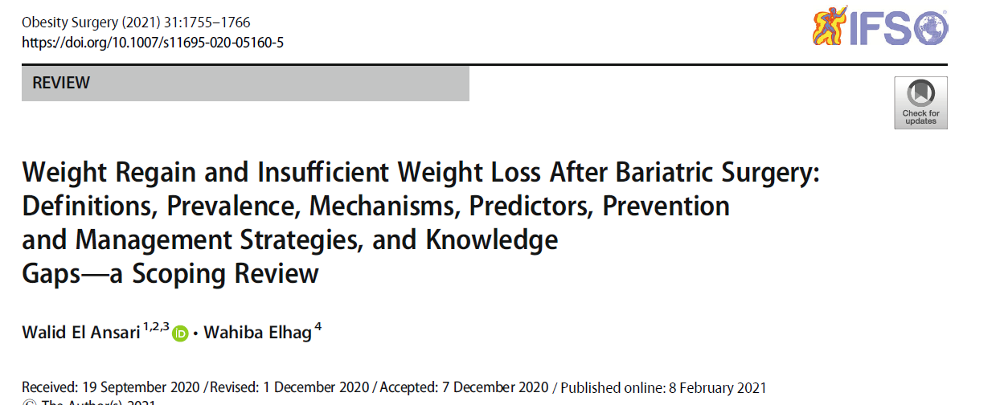 Obesity Surgery (2021) 31:1755–1766
https://doi.org/10.1007/s11695-020-05160-5
IFSO
REVIEW
Check for
updates
Weight Regain and Insufficient Weight Loss After Bariatric Surgery:
Definitions, Prevalence, Mechanisms, Predictors, Prevention
and Management Strategies, and Knowledge
Gaps—a Scoping Review
Walid El Ansari 1,2,3 iD · Wahiba Elhag 4
Received: 19 September 2020 / Revised: 1 December 2020 / Accepted: 7 December 2020 / Published online: 8 February 2021
© The Author(s) 2021